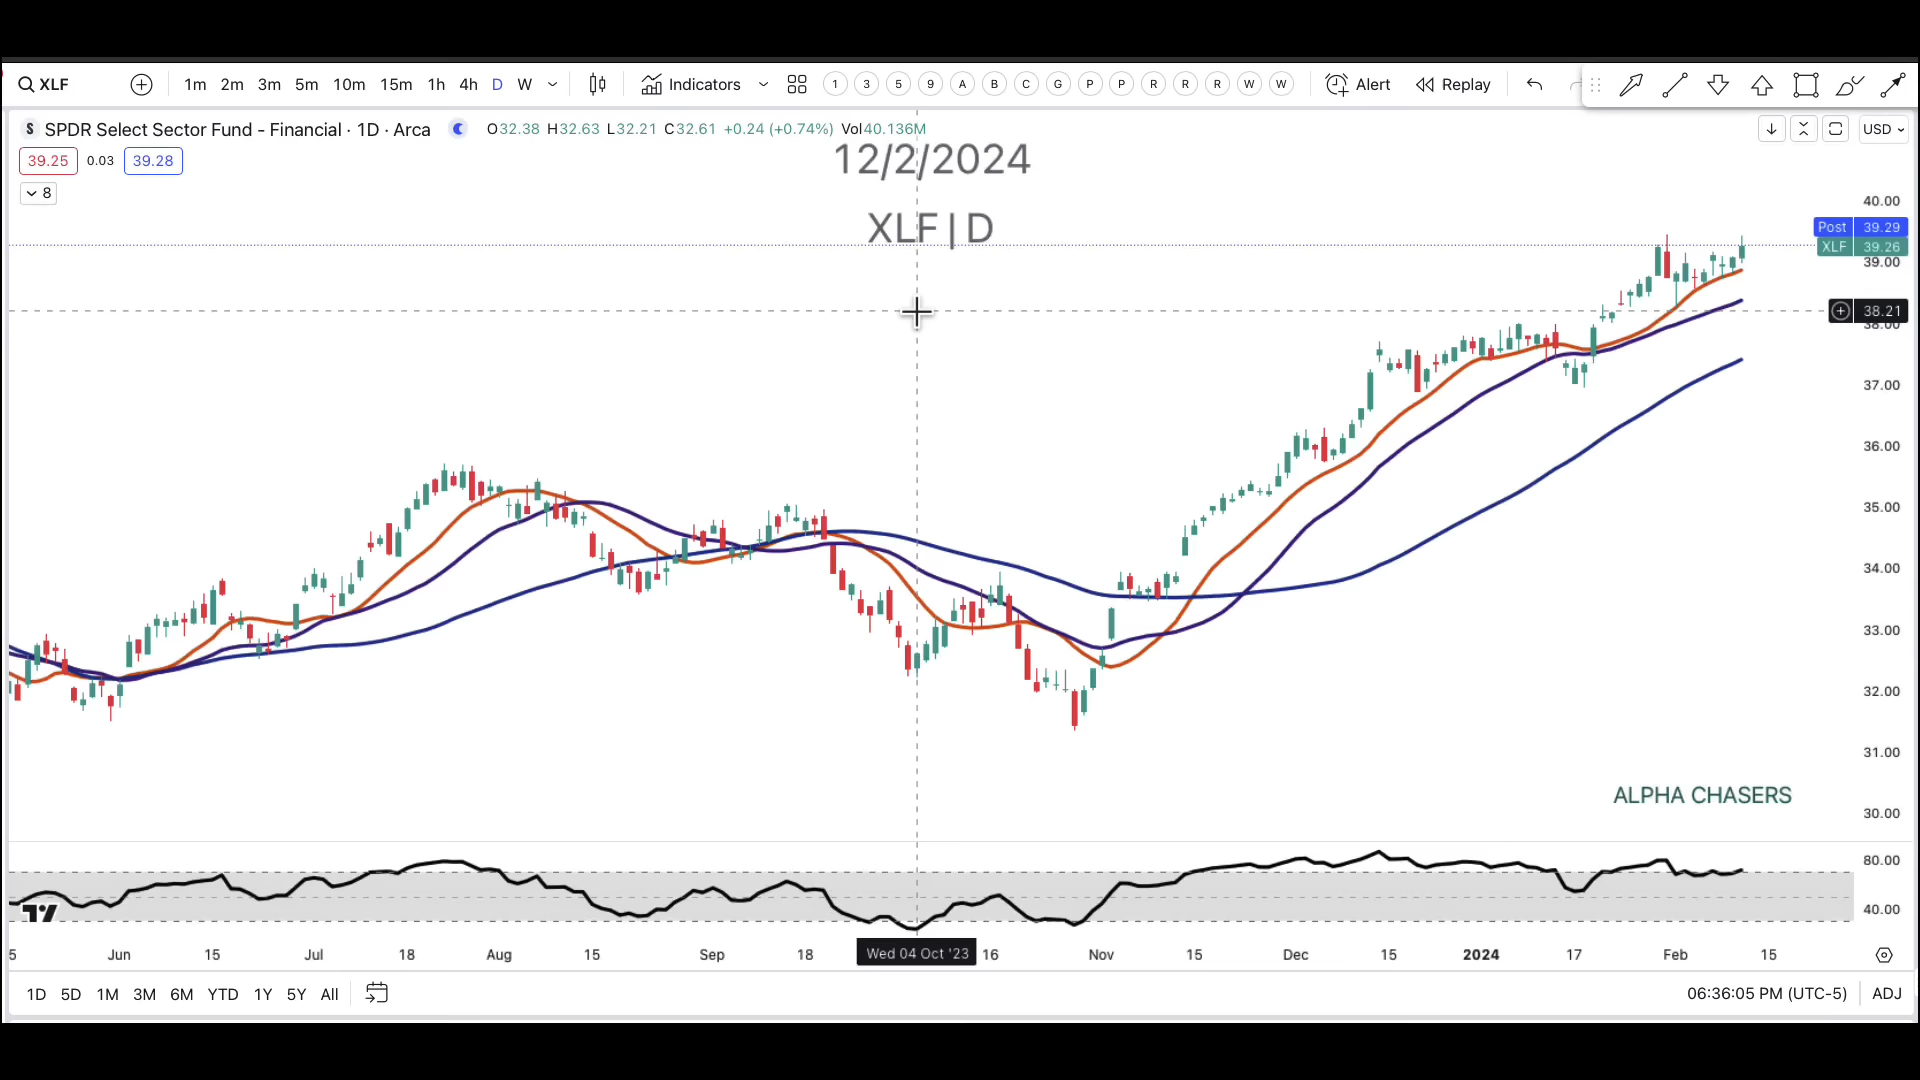 XLF 1m 2m 3m 5m 10m 15m 1h 4h D W Indicators 1 3 5 9 A B C G P P R R R W W Alert Replay
S SPDR Select Sector Fund - Financial · 1D · Arca O32.38 H32.63 L32.21 C32.61 +0.24 (+0.74%) Vol40.136M USD
39.25 0.03 39.28
12/2/2024
8
XLF | D
40.00
Post 39.29
XLF 39.26
39.00
38.21
38.00
37.00
36.00
35.00
34.00
33.00
32.00
31.00
ALPHA CHASERS
30.00
80.00
40.00
5 Jun 15 Jul 18 Aug 15 Sep 18 Wed 04 Oct '23 16 Nov 15 Dec 15 2024 17 Feb 15
1D 5D 1M 3M 6M YTD 1Y 5Y All 06:36:05 PM (UTC-5) ADJ